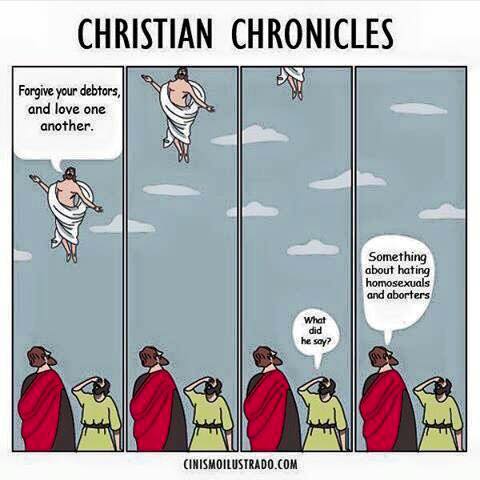 CHRISTIAN CHRONICLES
Forgive your debtors,
and love one
another.
What
did
he say?
Something
about hating
homosexuals
and aborters
CINISMOILUSTRADO.COM